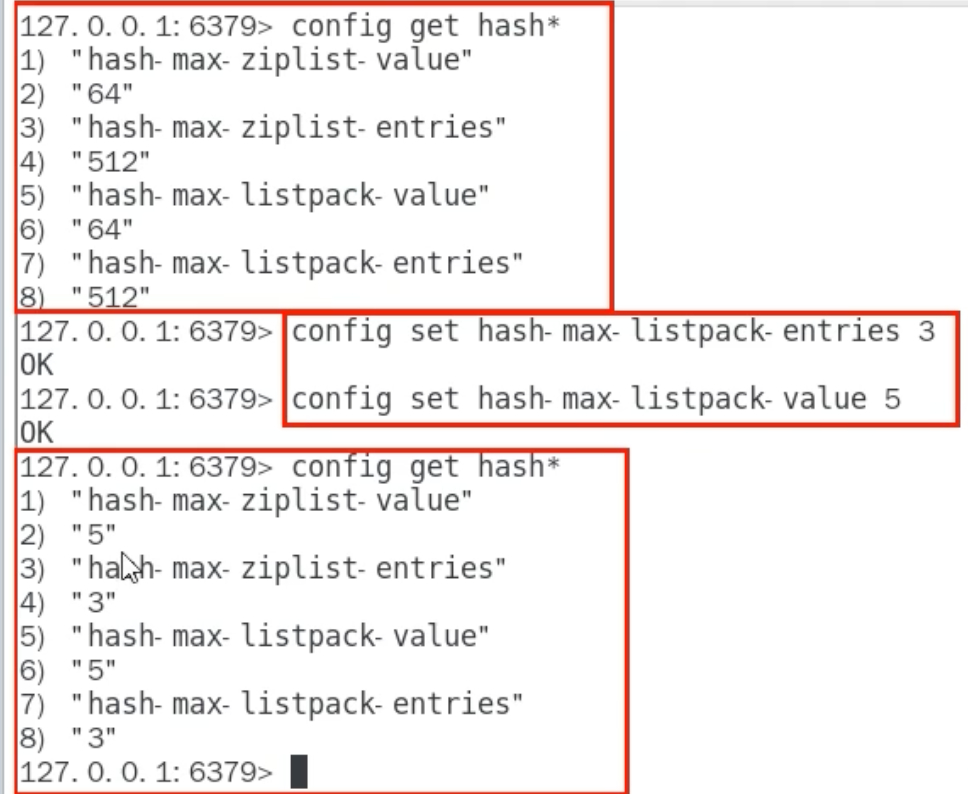 127.0.0.1:6379> config get hash*
1) "hash-max-ziplist-value"
2) "64"
3) "hash-max-ziplist-entries"
4) "512"
5) "hash-max-listpack-value"
6) "64"
7) "hash-max-listpack-entries"
8) "512"
127.0.0.1:6379> config set hash-max-listpack-entries 3
OK
127.0.0.1:6379> config set hash-max-listpack-value 5
OK
127.0.0.1:6379> config get hash*
1) "hash-max-ziplist-value"
2) "5"
3) "hash-max-ziplist-entries"
4) "3"
5) "hash-max-listpack-value"
6) "5"
7) "hash-max-listpack-entries"
8) "3"
127.0.0.1:6379>